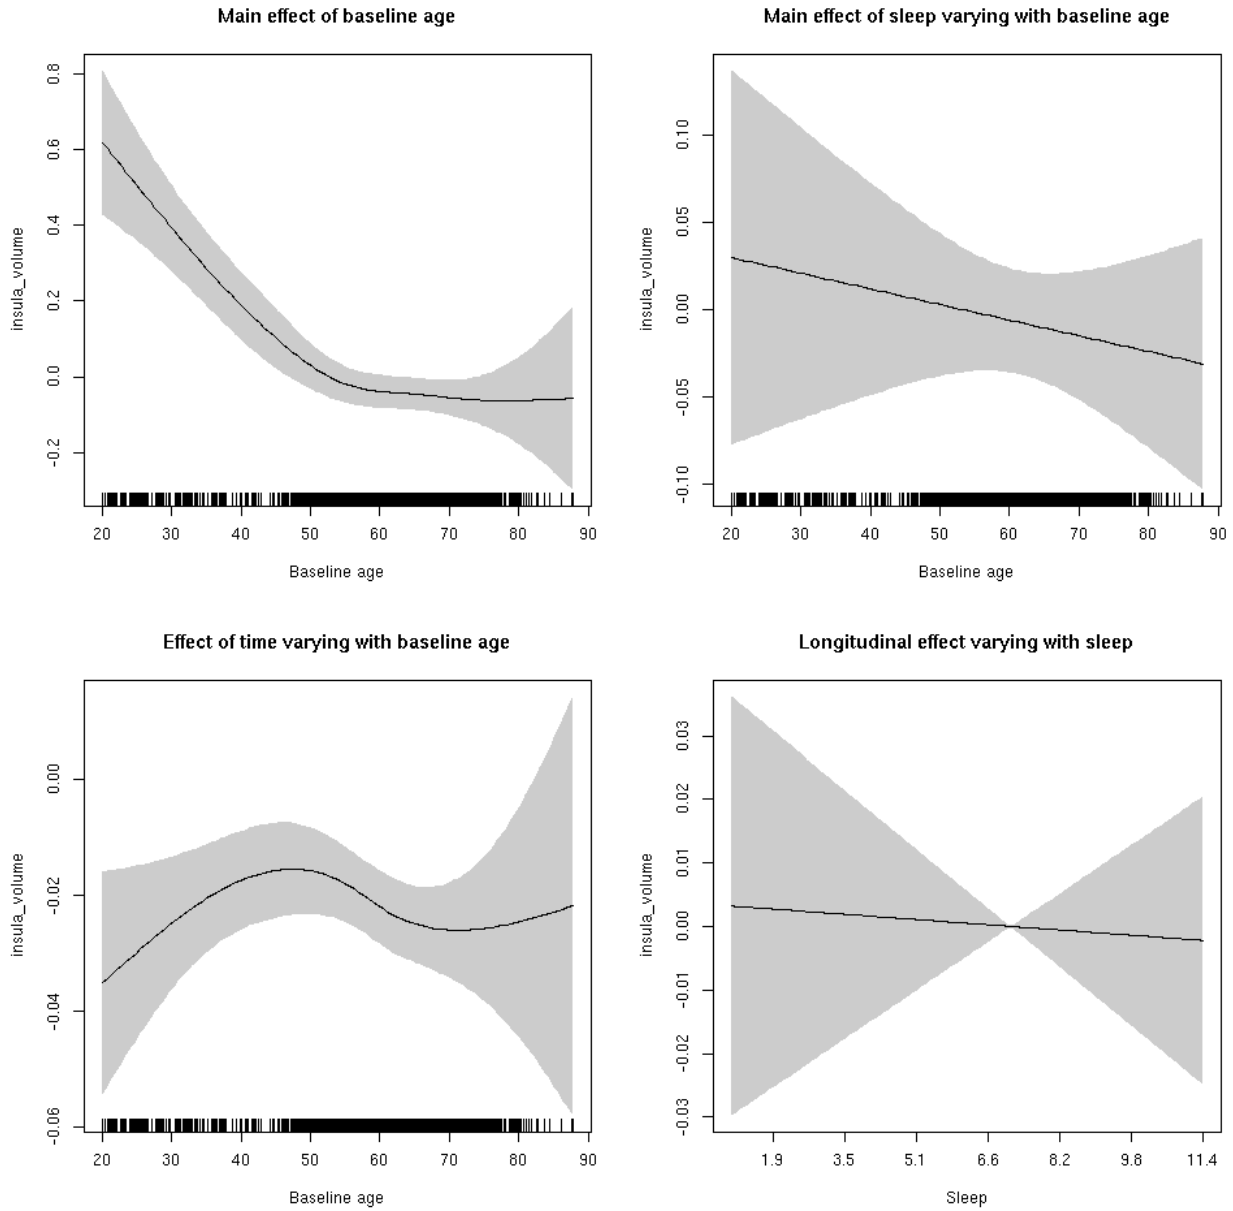 Main effect of baseline age
insula_volume
0.8
0.6
0.4
0.2
0.0
-0.2
20 30 40 50 60 70 80 90
Baseline age
Main effect of sleep varying with baseline age
insula_volume
0.10
0.05
0.00
-0.05
-0.10
20 30 40 50 60 70 80 90
Baseline age
Effect of time varying with baseline age
insula_volume
0.00
-0.02
-0.04
-0.06
20 30 40 50 60 70 80 90
Baseline age
Longitudinal effect varying with sleep
insula_volume
0.03
0.02
0.01
0.00
-0.01
-0.02
-0.03
1.9 3.5 5.1 6.6 8.2 9.8 11.4
Sleep